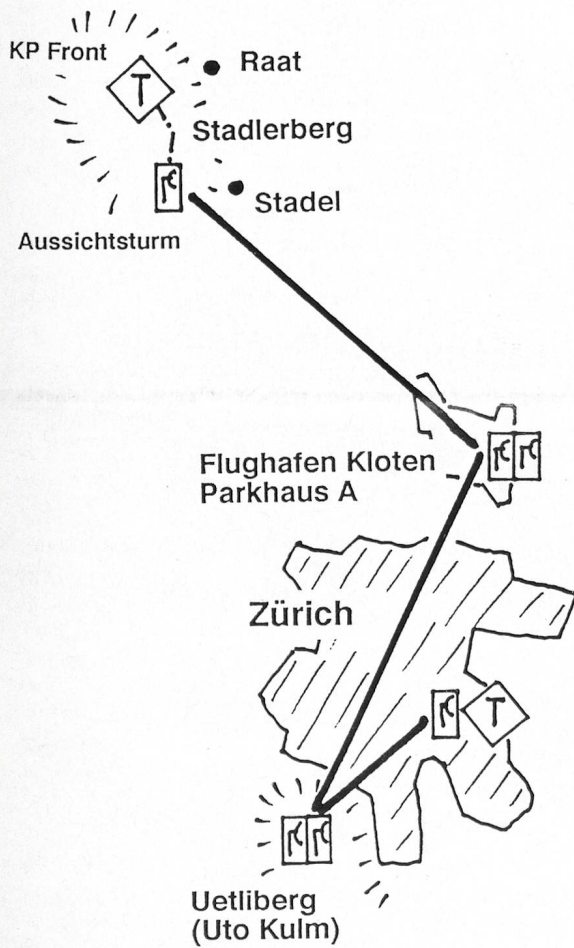 KP Front
T
Raat
Stadlerberg
Stadel
Aussichtsturm
Flughafen Kloten
Parkhaus A
Zürich
T
Uetliberg
(Uto Kulm)